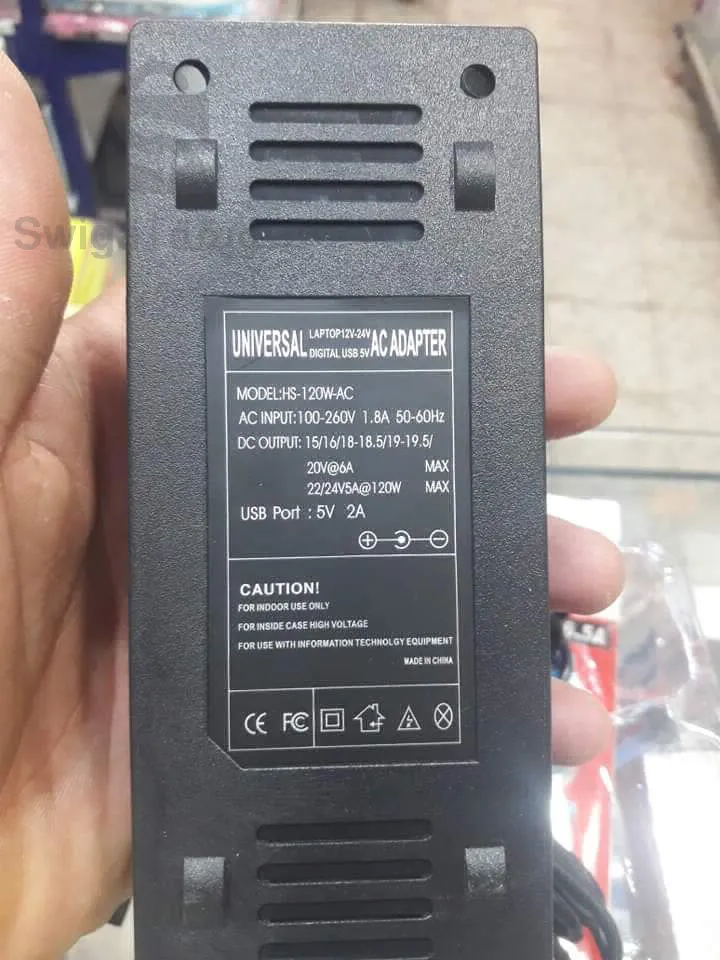 UNIVERSAL LAPTOP12V-24V DIGITAL USB 5V AC ADAPTER
MODEL:HS-120W-AC
AC INPUT:100-260V 1.8A 50-60Hz
DC OUTPUT: 15/16/18-18.5/19-19.5/
20V@6A MAX
22/24V5A@120W MAX
USB Port : 5V 2A
CAUTION!
FOR INDOOR USE ONLY
FOR INSIDE CASE HIGH VOLTAGE
FOR USE WITH INFORMATION TECHNOLGY EQUIPMENT
MADE IN CHINA
CE FC
6.5A